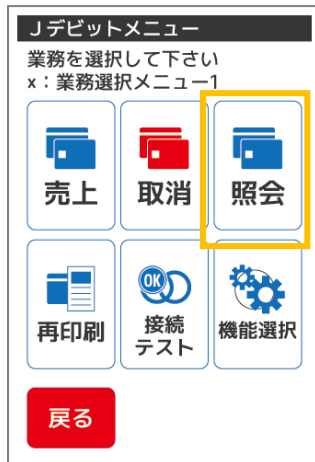 Jデビットメニュー
業務を選択して下さい
x:業務選択メニュー1
売上
取消
照会
再印刷
OK
接続
テスト
機能選択
戻る